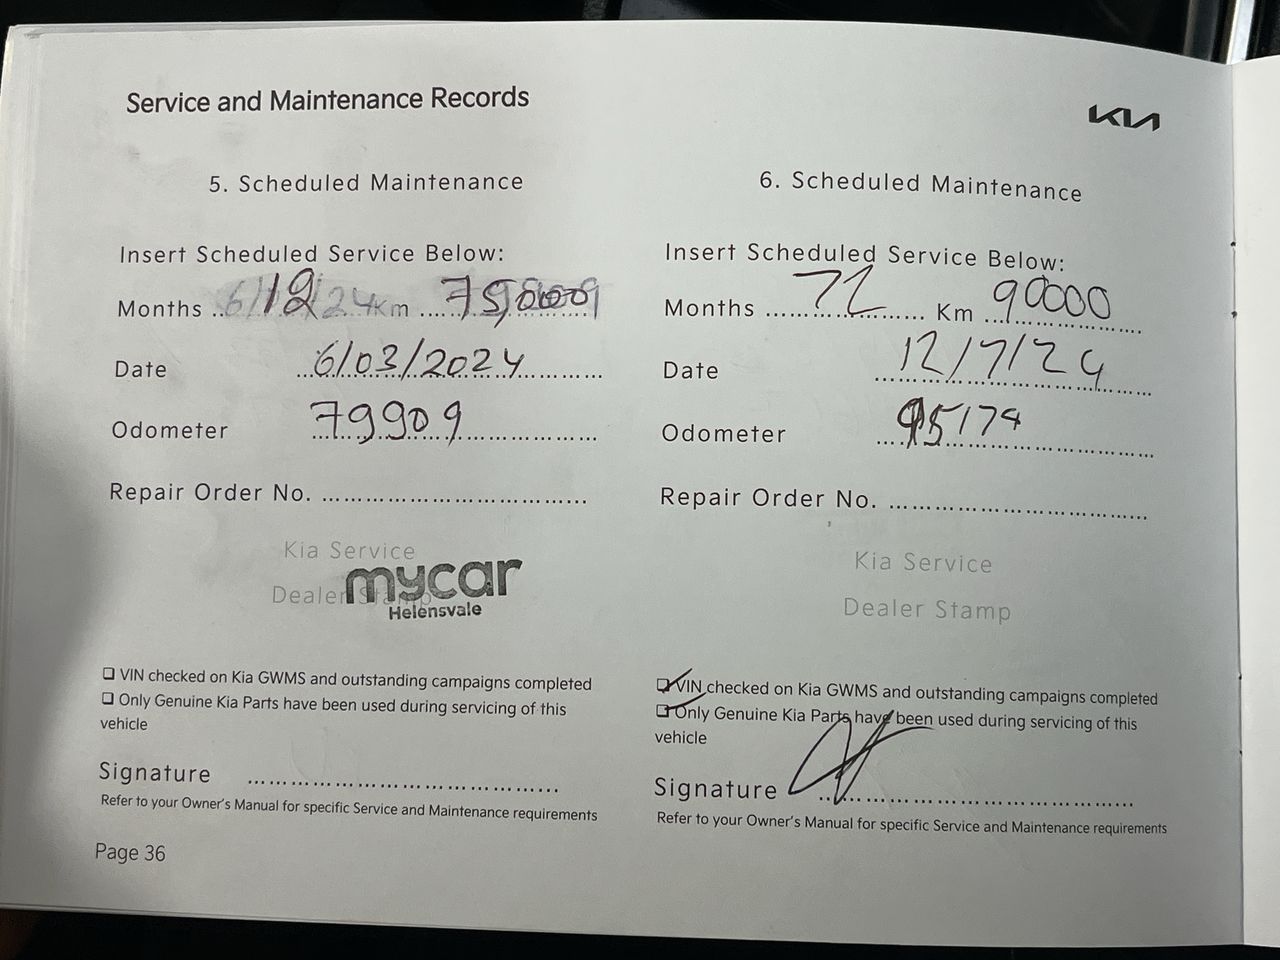 Service and Maintenance Records
KIA
5. Scheduled Maintenance
Insert Scheduled Service Below:
Months 12 Km
Date 6/03/2024
Odometer 79909
Repair Order No.
Kia Service
Dealer Stamp
mycar
Helensvale
❏ VIN checked on Kia GWMS and outstanding campaigns completed
❏ Only Genuine Kia Parts have been used during servicing of this
vehicle
Signature
Refer to your Owner's Manual for specific Service and Maintenance requirements
Page 36
6. Scheduled Maintenance
Insert Scheduled Service Below:
Months 72 Km 90000
Date 12/7/24
Odometer 95174
Repair Order No.
Kia Service
Dealer Stamp
❏ VIN checked on Kia GWMS and outstanding campaigns completed
❏ Only Genuine Kia Parts have been used during servicing of this
vehicle
Signature
Refer to your Owner's Manual for specific Service and Maintenance requirements